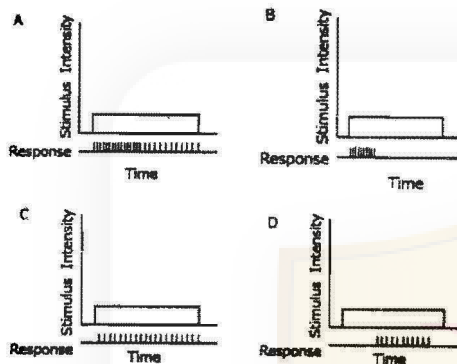 A
Stimulus Intensity
Response
Time
B
Stimulus Intensity
Response
Time
C
Stimulus Intensity
Response
Time
D
Stimulus Intensity
Response
Time